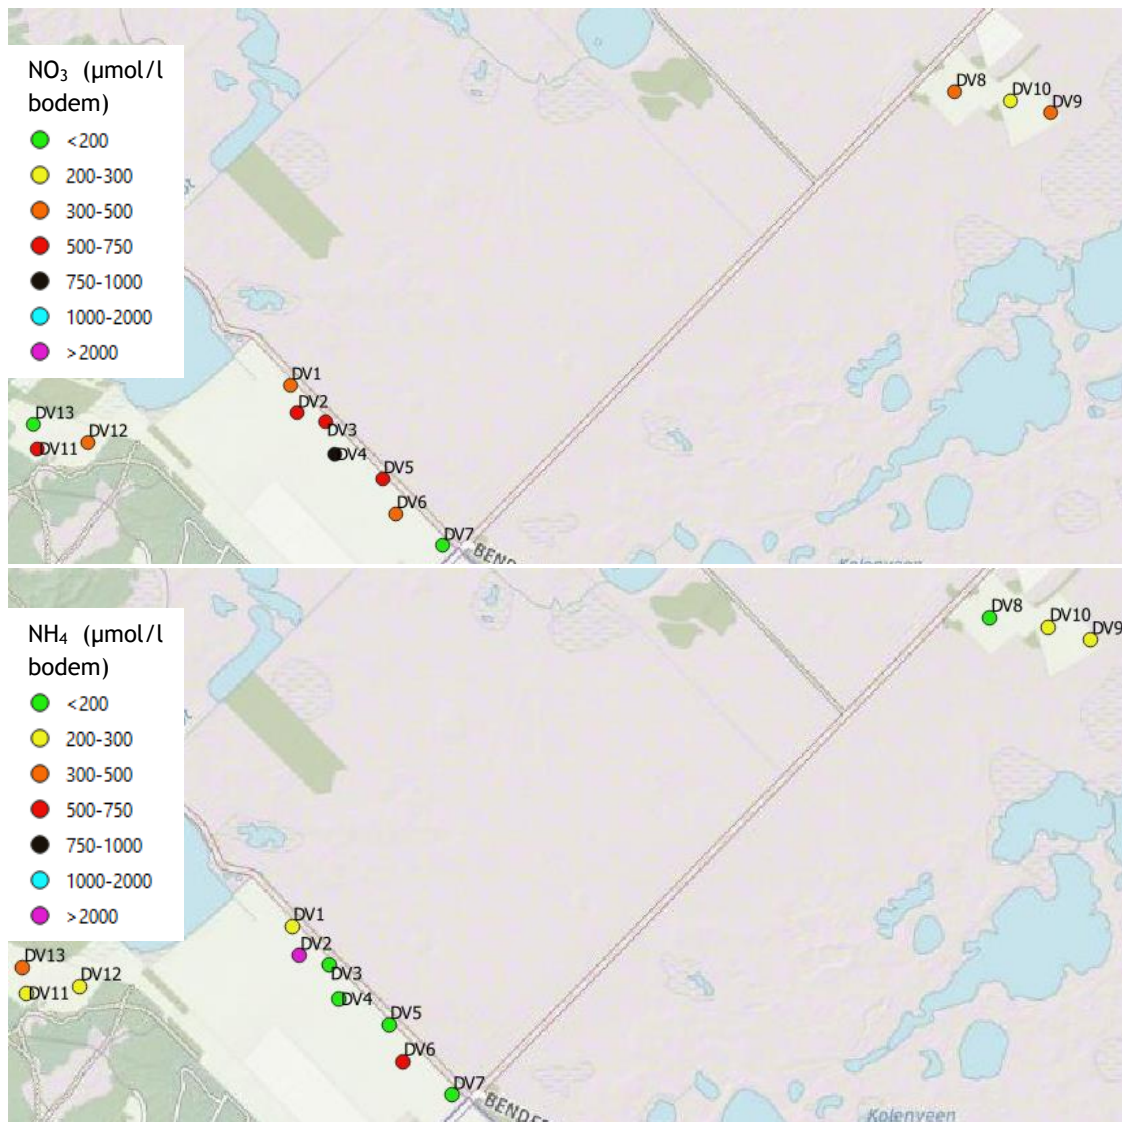 NO₃ (µmol/l
bodem)
<200
200-300
300-500
500-750
750-1000
1000-2000
>2000
DV8
DV10
DV9
DV1
DV2
DV3
DV4
DV5
DV6
DV7
DV13
DV12
DV11
NH₄ (µmol/l
bodem)
<200
200-300
300-500
500-750
750-1000
1000-2000
>2000
DV8
DV10
DV9
DV1
DV2
DV3
DV4
DV5
DV6
DV7
DV13
DV12
DV11
Kolenveen